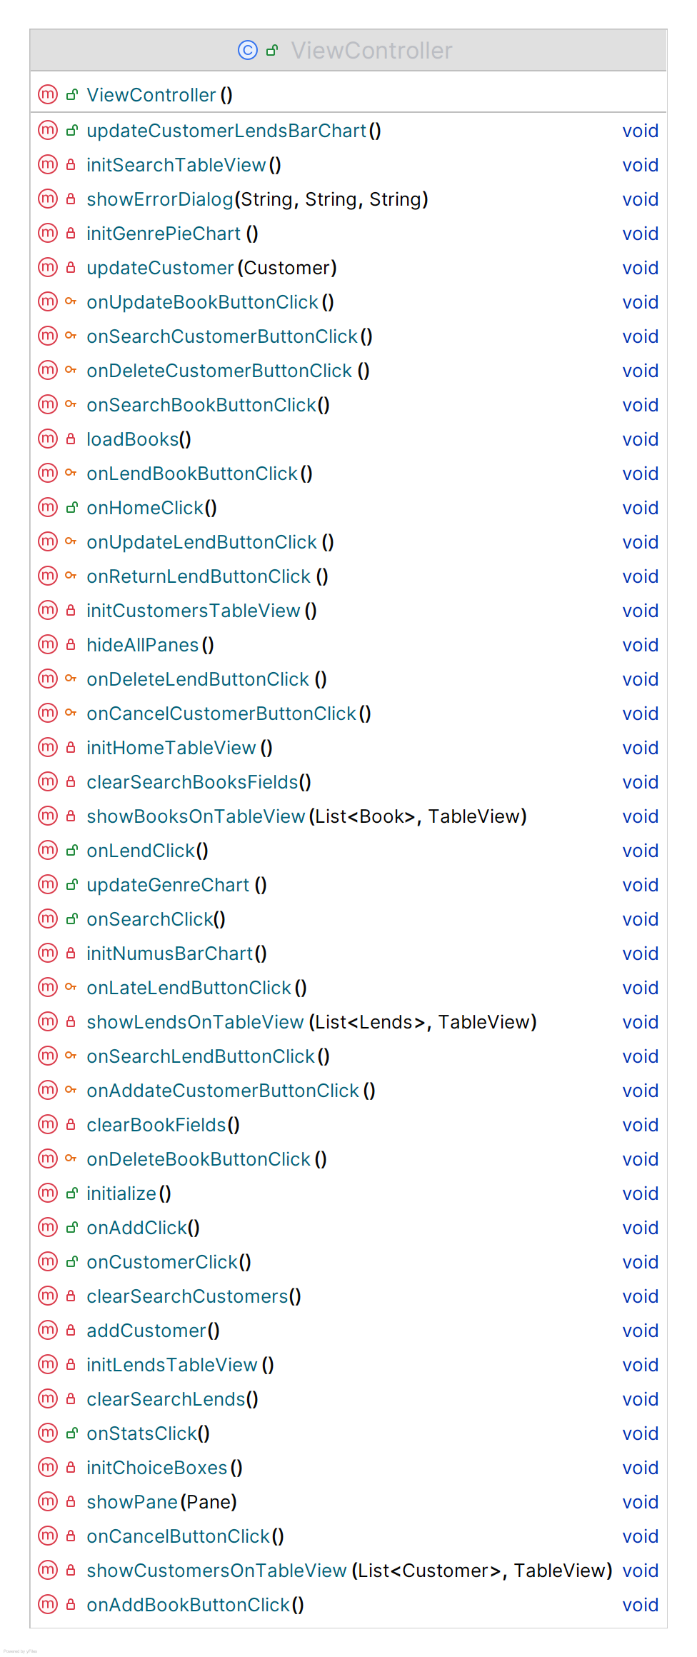 C ViewController
m ViewController()
m updateCustomerLendsBarChart() void
m initSearchTableView() void
m showErrorDialog(String, String, String) void
m initGenrePieChart() void
m updateCustomer(Customer) void
m onUpdateBookButtonClick() void
m onSearchCustomerButtonClick() void
m onDeleteCustomerButtonClick() void
m onSearchBookButtonClick() void
m loadBooks() void
m onLendBookButtonClick() void
m onHomeClick() void
m onUpdateLendButtonClick() void
m onReturnLendButtonClick() void
m initCustomersTableView() void
m hideAllPanes() void
m onDeleteLendButtonClick() void
m onCancelCustomerButtonClick() void
m initHomeTableView() void
m clearSearchBooksFields() void
m showBooksOnTableView(List<Book>, TableView) void
m onLendClick() void
m updateGenreChart() void
m onSearchClick() void
m initNumusBarChart() void
m onLateLendButtonClick() void
m showLendsOnTableView(List<Lends>, TableView) void
m onSearchLendButtonClick() void
m onAddateCustomerButtonClick() void
m clearBookFields() void
m onDeleteBookButtonClick() void
m initialize() void
m onAddClick() void
m onCustomerClick() void
m clearSearchCustomers() void
m addCustomer() void
m initLendsTableView() void
m clearSearchLends() void
m onStatsClick() void
m initChoiceBoxes() void
m showPane(Pane) void
m onCancelButtonClick() void
m showCustomersOnTableView(List<Customer>, TableView) void
m onAddBookButtonClick() void